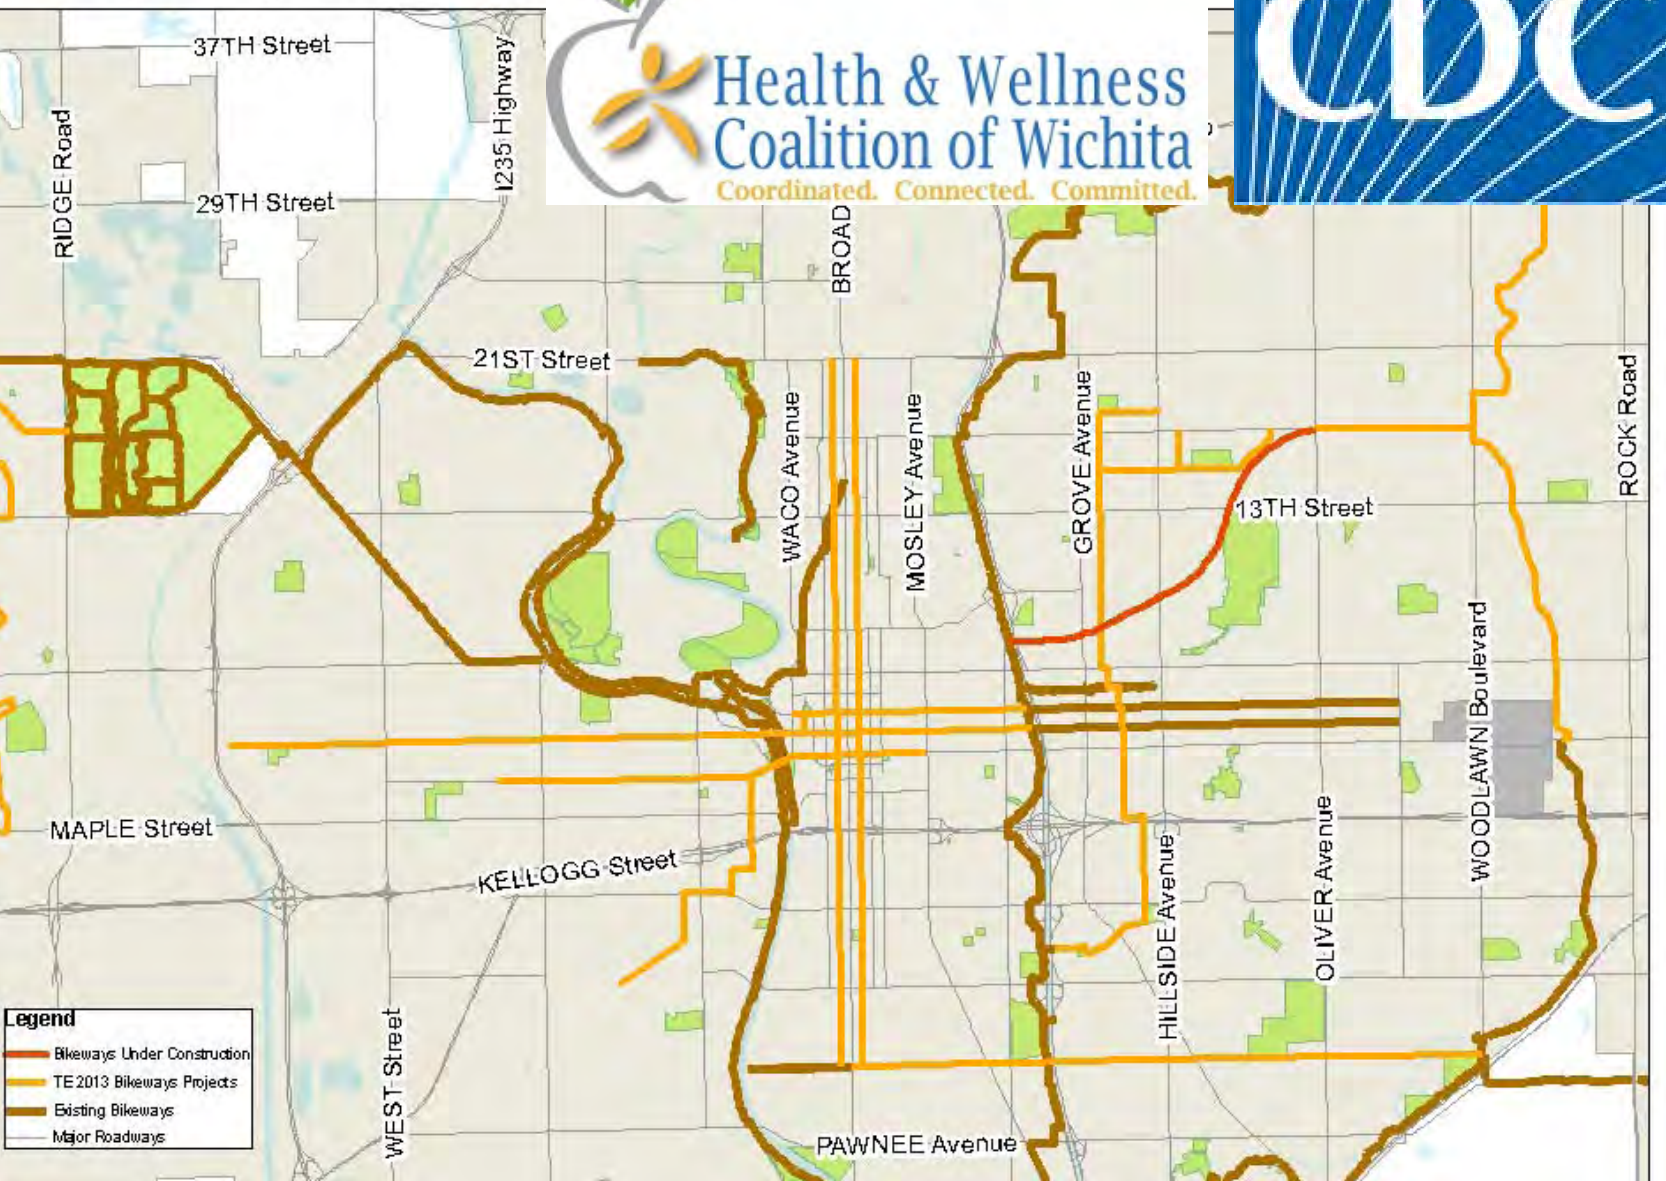 37TH Street
I235 Highway
Health & Wellness
Coalition of Wichita
Coordinated. Connected. Committed.
CDC
RIDGE Road
29TH Street
BROAD
21ST Street
WACO Avenue
MOSLEY Avenue
GROVE Avenue
ROCK Road
13TH Street
WOODLAWN Boulevard
MAPLE Street
KELLOGG Street
HILLSIDE Avenue
OLIVER Avenue
WEST Street
PAWNEE Avenue
Legend
Bikeways Under Construction
TE 2013 Bikeways Projects
Existing Bikeways
Major Roadways